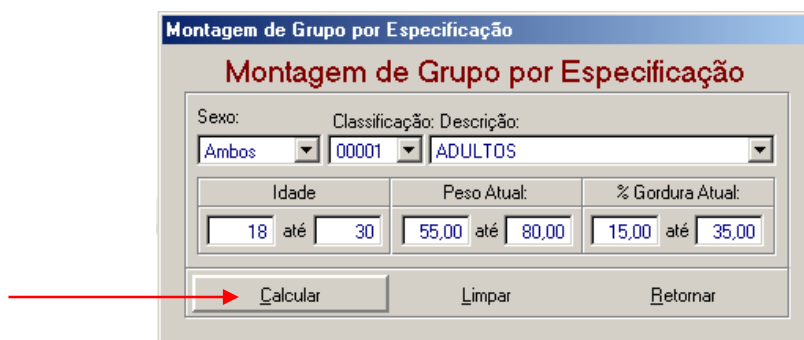 Montagem de Grupo por Especificação
Montagem de Grupo por Especificação
Sexo: Classificação: Descrição:
Ambos 00001 ADULTOS
Idade Peso Atual: % Gordura Atual:
18 até 30 55,00 até 80,00 15,00 até 35,00
Calcular Limpar Retornar